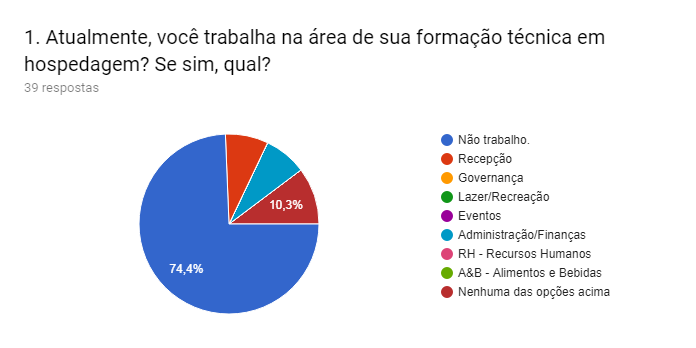 1. Atualmente, você trabalha na área de sua formação técnica em
hospedagem? Se sim, qual?
39 respostas
10,3%
74,4%
Não trabalho.
Recepção
Governança
Lazer/Recreação
Eventos
Administração/Finanças
RH - Recursos Humanos
A&B - Alimentos e Bebidas
Nenhuma das opções acima